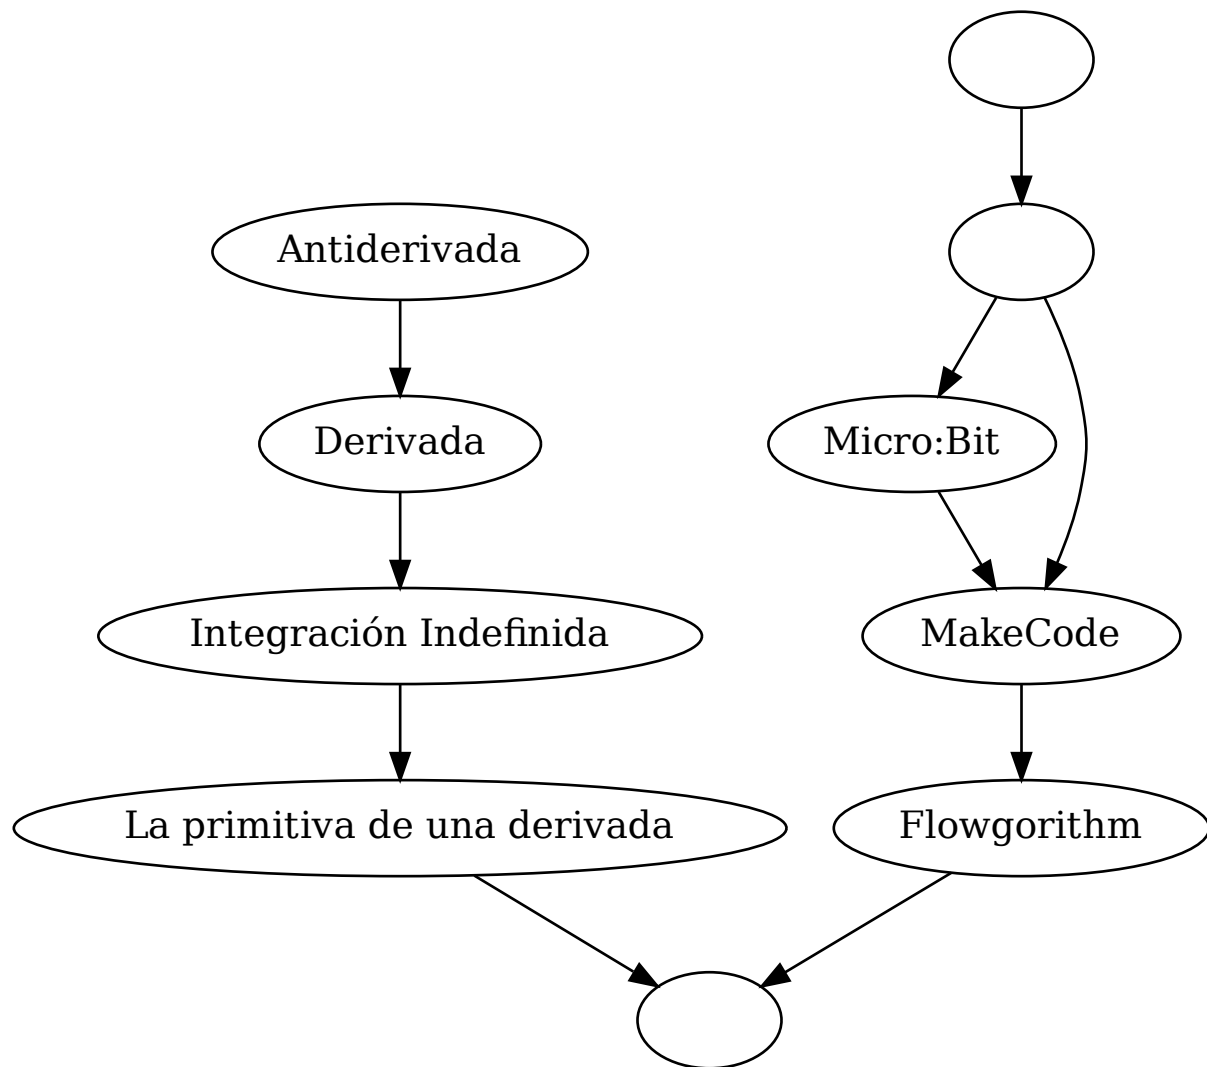 Antiderivada
Derivada
Micro:Bit
Integración Indefinida
MakeCode
La primitiva de una derivada
Flowgorithm